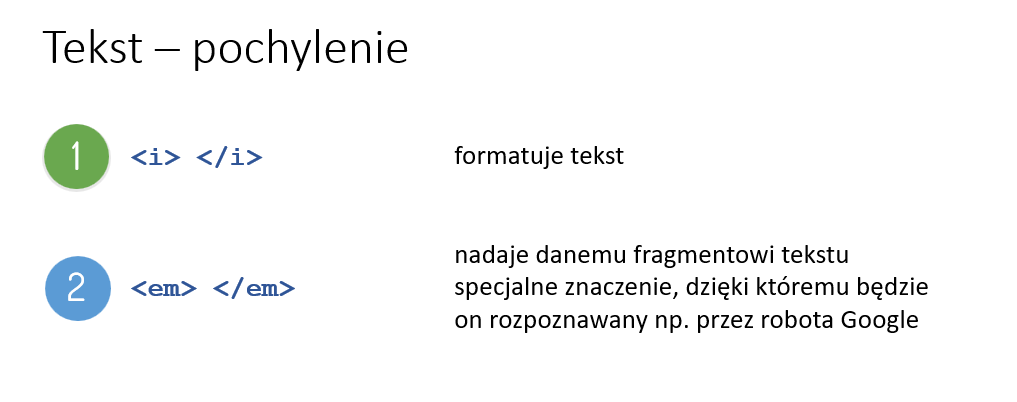 Tekst – pochylenie
1 <i> </i> formatuje tekst
nadaje danemu fragmentowi tekstu
2 <em> </em> specjalne znaczenie, dzięki któremu będzie
on rozpoznawany np. przez robota Google